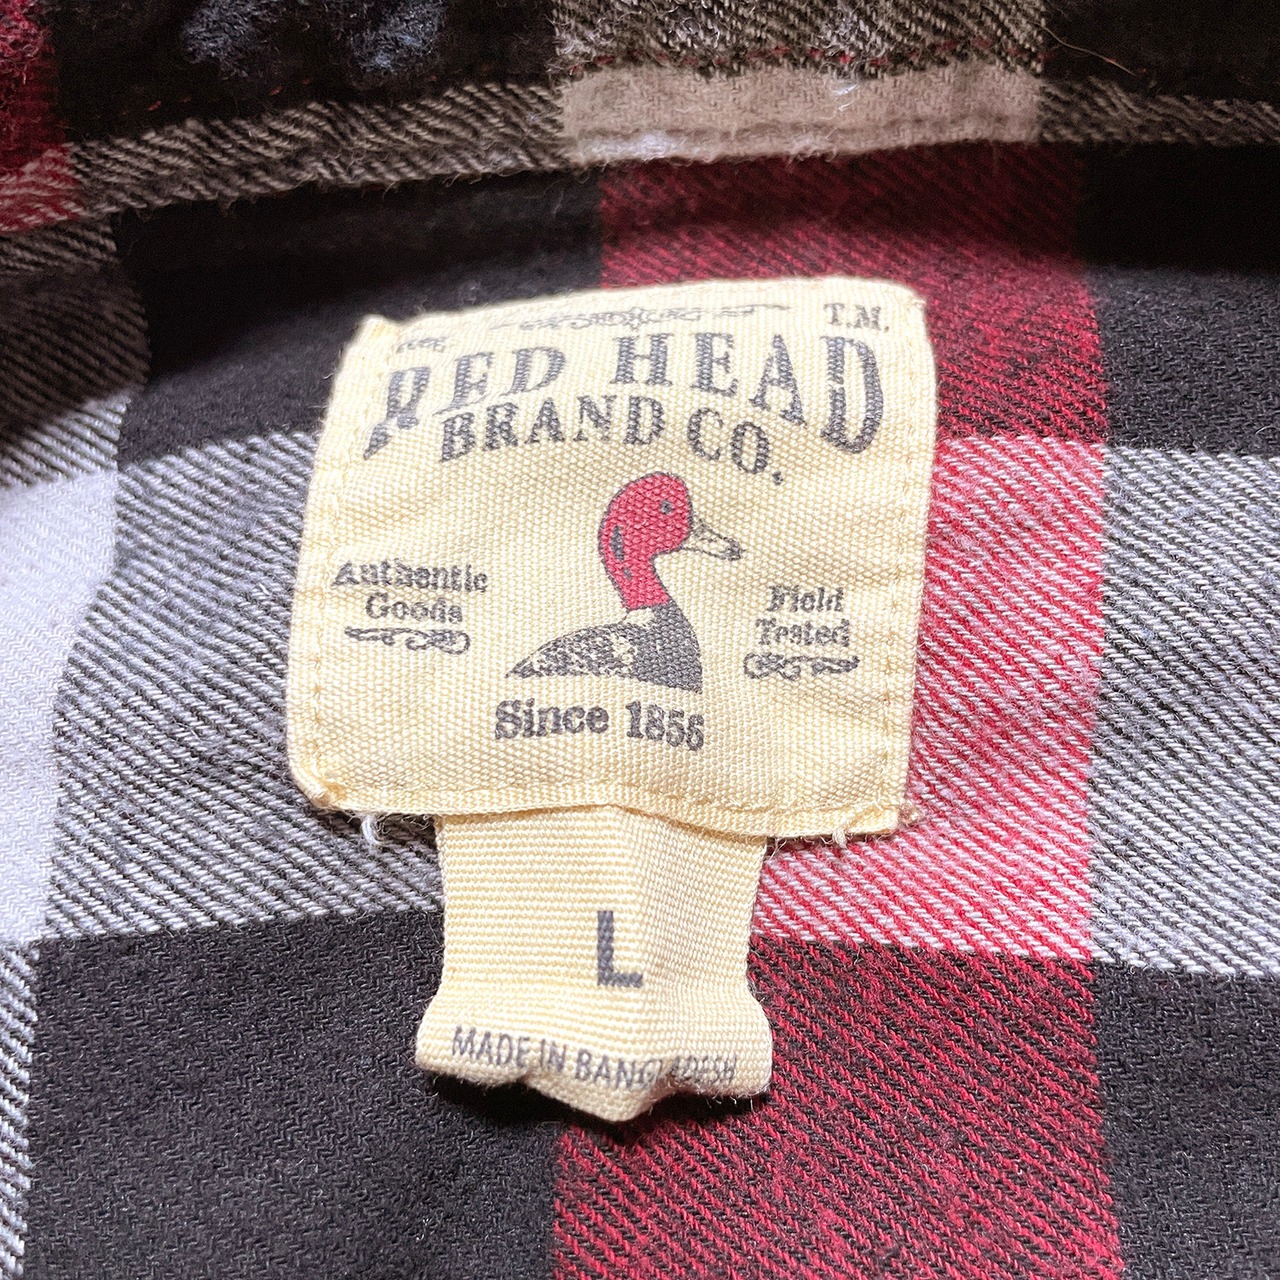 T.M.
RED HEAD
BRAND CO.
Authentic
Goods
Field
Tested
Since 1856
L
MADE IN BANGLADESH